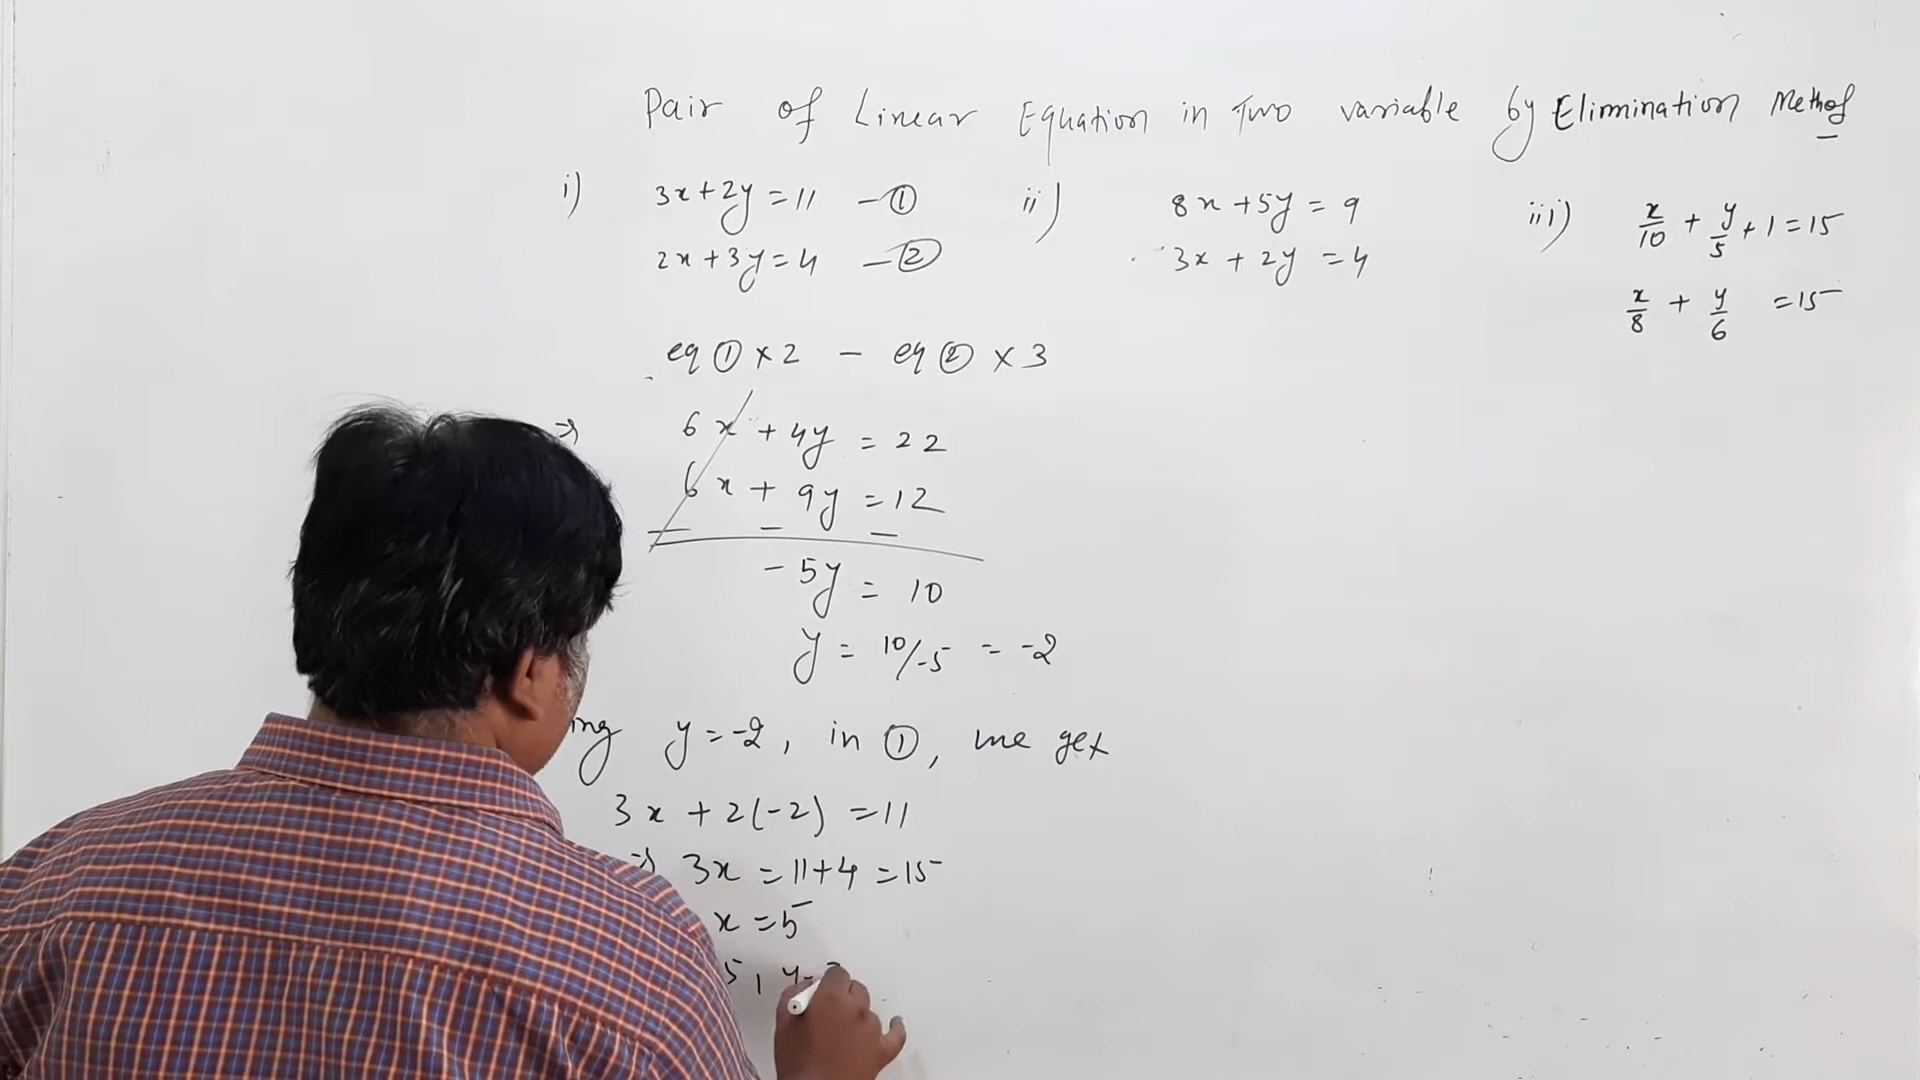 Pair of Linear Equation in Two variable by Elimination Method
i) 3x+2y=11 —①
2x+3y=4 —②
ii) 8x+5y=9
3x+2y=4
iii) x/10 + y/5 + 1 = 15
x/8 + y/6 = 15
eq ① × 2 − eq ② × 3
⇒ 6x + 4y = 22
6x + 9y = 12
− − −
−5y = 10
y = 10/-5 = -2
ing y=-2, in ①, we get
3x + 2(-2) = 11
⇒ 3x = 11+4 = 15
x = 5
5, y